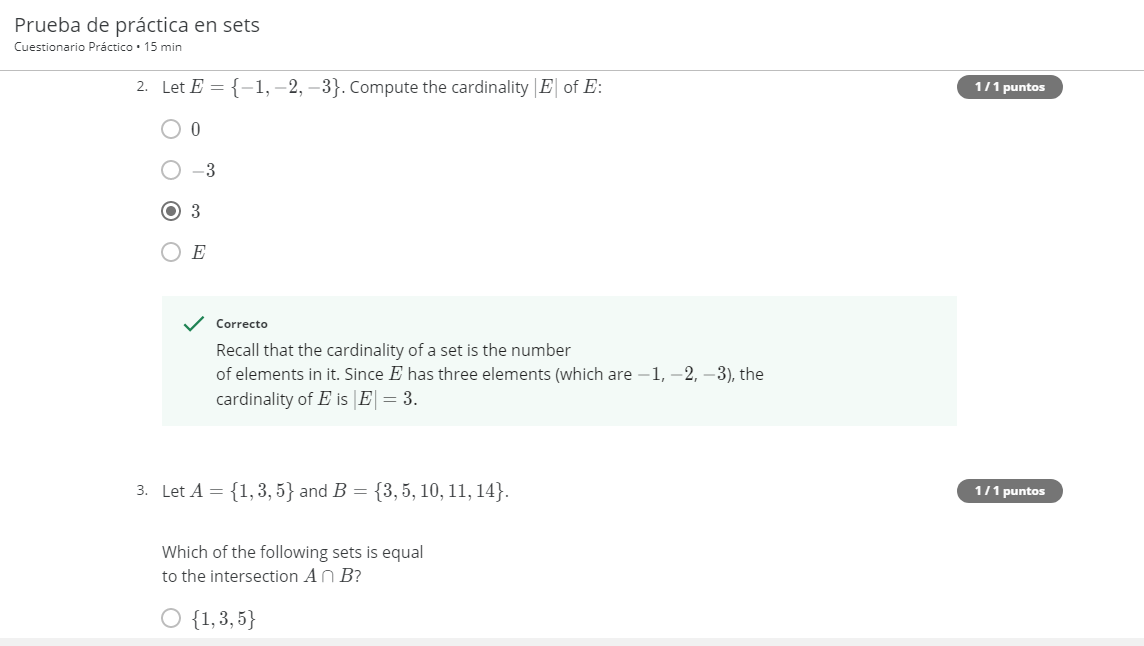 Prueba de práctica en sets
Cuestionario Práctico • 15 min
2. Let E = {−1, −2, −3}. Compute the cardinality |E| of E:
1 / 1 puntos
0
−3
3
E
Correcto
Recall that the cardinality of a set is the number
of elements in it. Since E has three elements (which are −1, −2, −3), the
cardinality of E is |E| = 3.
3. Let A = {1, 3, 5} and B = {3, 5, 10, 11, 14}.
1 / 1 puntos
Which of the following sets is equal
to the intersection A ∩ B?
{1, 3, 5}